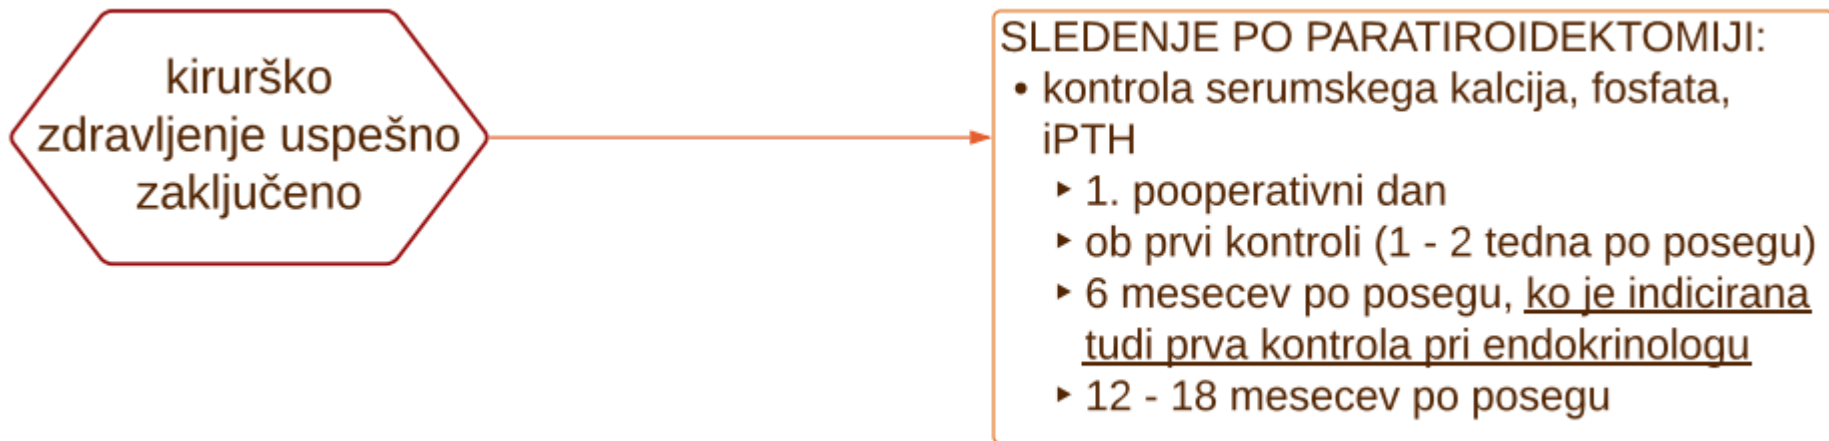 kirurško
zdravljenje uspešno
zaključeno
SLEDENJE PO PARATIROIDEKTOMIJI:
• kontrola serumskega kalcija, fosfata,
iPTH
‣ 1. pooperativni dan
‣ ob prvi kontroli (1 - 2 tedna po posegu)
‣ 6 mesecev po posegu, ko je indicirana
tudi prva kontrola pri endokrinologu
‣ 12 - 18 mesecev po posegu